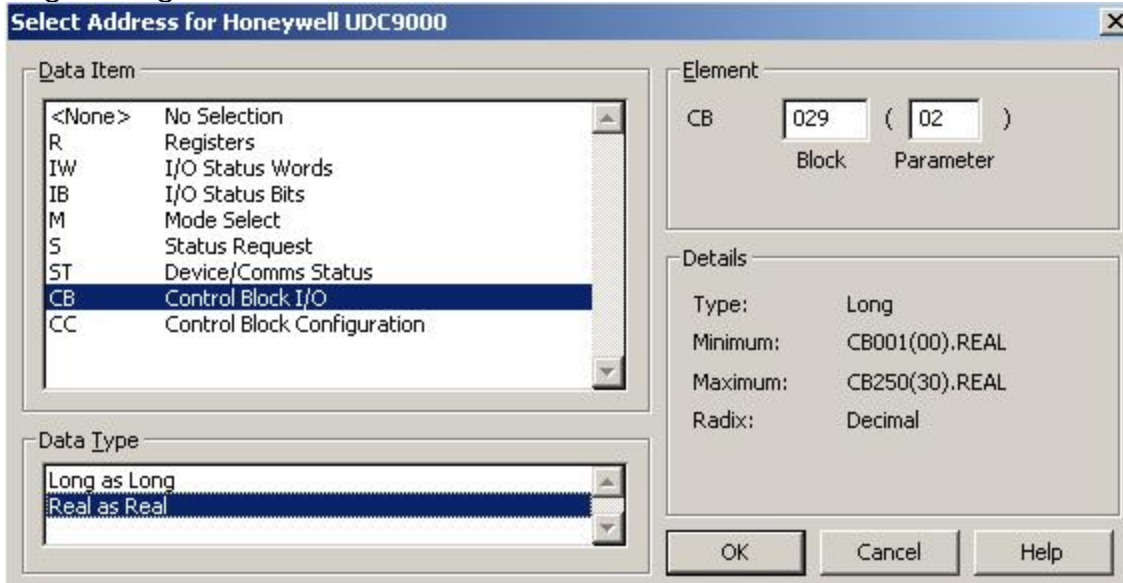 Select Address for Honeywell UDC9000
Data Item
<None> No Selection
R Registers
IW I/O Status Words
IB I/O Status Bits
M Mode Select
S Status Request
ST Device/Comms Status
CB Control Block I/O
CC Control Block Configuration
Data Type
Long as Long
Real as Real
Element
CB 029 ( 02 )
Block Parameter
Details
Type: Long
Minimum: CB001(00).REAL
Maximum: CB250(30).REAL
Radix: Decimal
OK Cancel Help